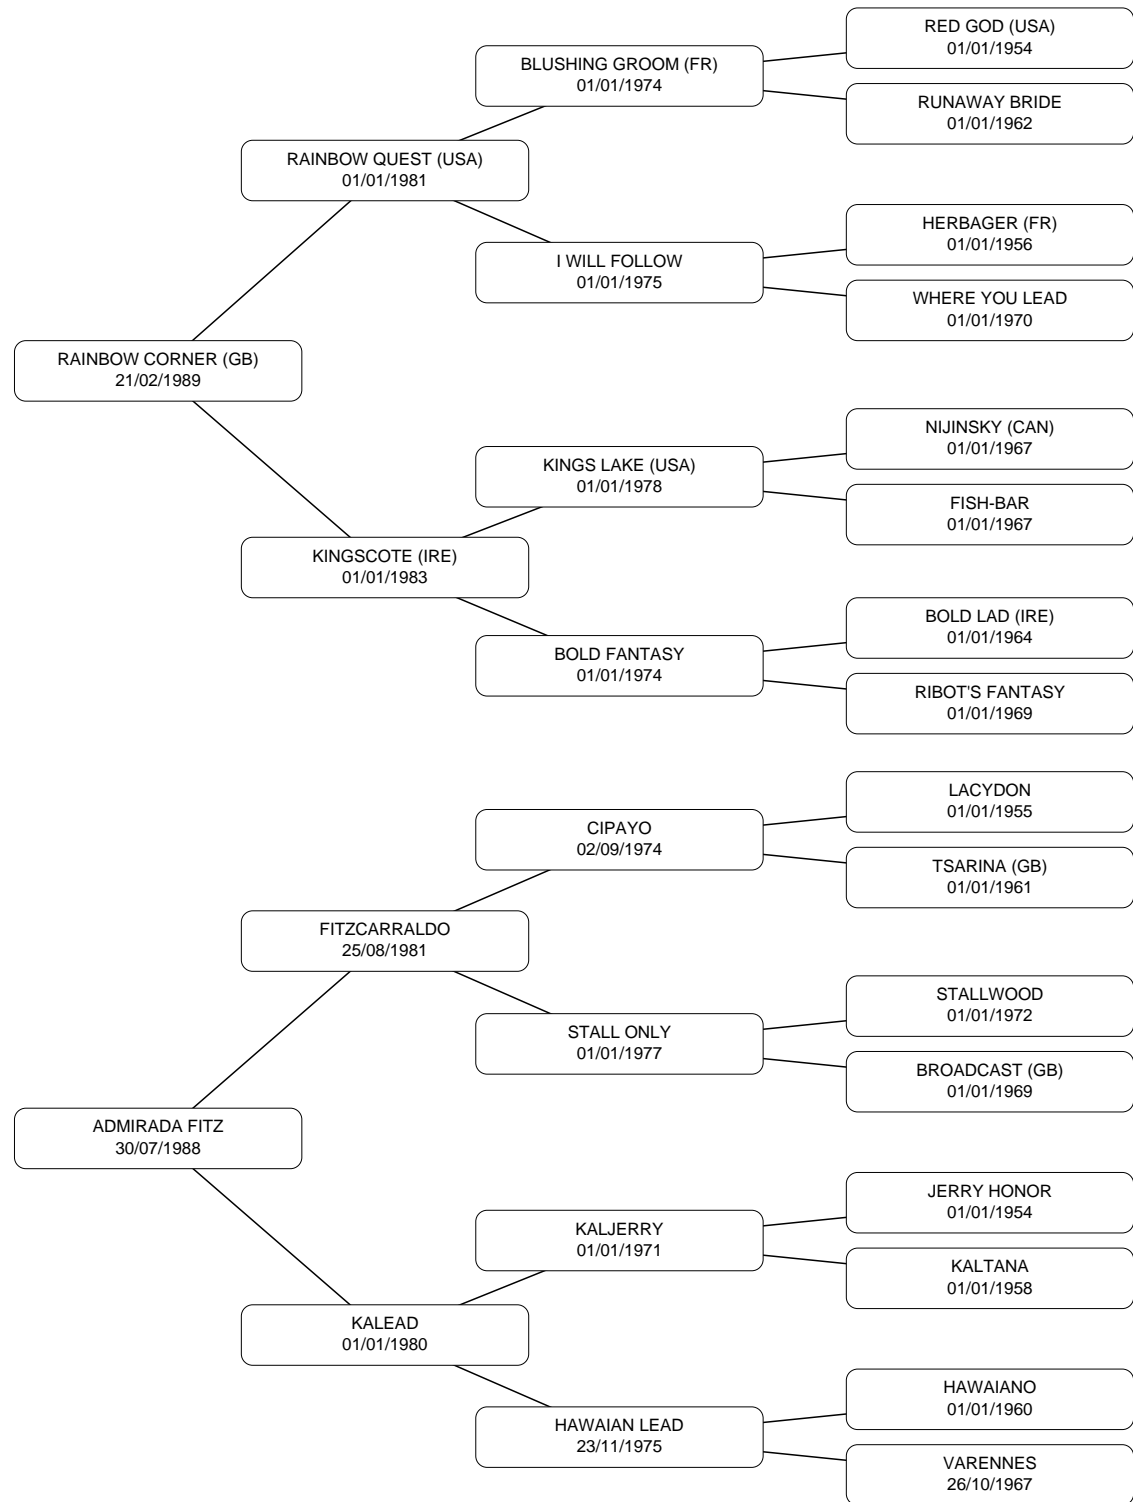 RED GOD (USA)
01/01/1954
BLUSHING GROOM (FR)
01/01/1974
RUNAWAY BRIDE
01/01/1962
RAINBOW QUEST (USA)
01/01/1981
HERBAGER (FR)
01/01/1956
I WILL FOLLOW
01/01/1975
WHERE YOU LEAD
01/01/1970
RAINBOW CORNER (GB)
21/02/1989
NIJINSKY (CAN)
01/01/1967
KINGS LAKE (USA)
01/01/1978
FISH-BAR
01/01/1967
KINGSCOTE (IRE)
01/01/1983
BOLD LAD (IRE)
01/01/1964
BOLD FANTASY
01/01/1974
RIBOT'S FANTASY
01/01/1969
LACYDON
01/01/1955
CIPAYO
02/09/1974
TSARINA (GB)
01/01/1961
FITZCARRALDO
25/08/1981
STALLWOOD
01/01/1972
STALL ONLY
01/01/1977
BROADCAST (GB)
01/01/1969
ADMIRADA FITZ
30/07/1988
JERRY HONOR
01/01/1954
KALJERRY
01/01/1971
KALTANA
01/01/1958
KALEAD
01/01/1980
HAWAIANO
01/01/1960
HAWAIAN LEAD
23/11/1975
VARENNES
26/10/1967